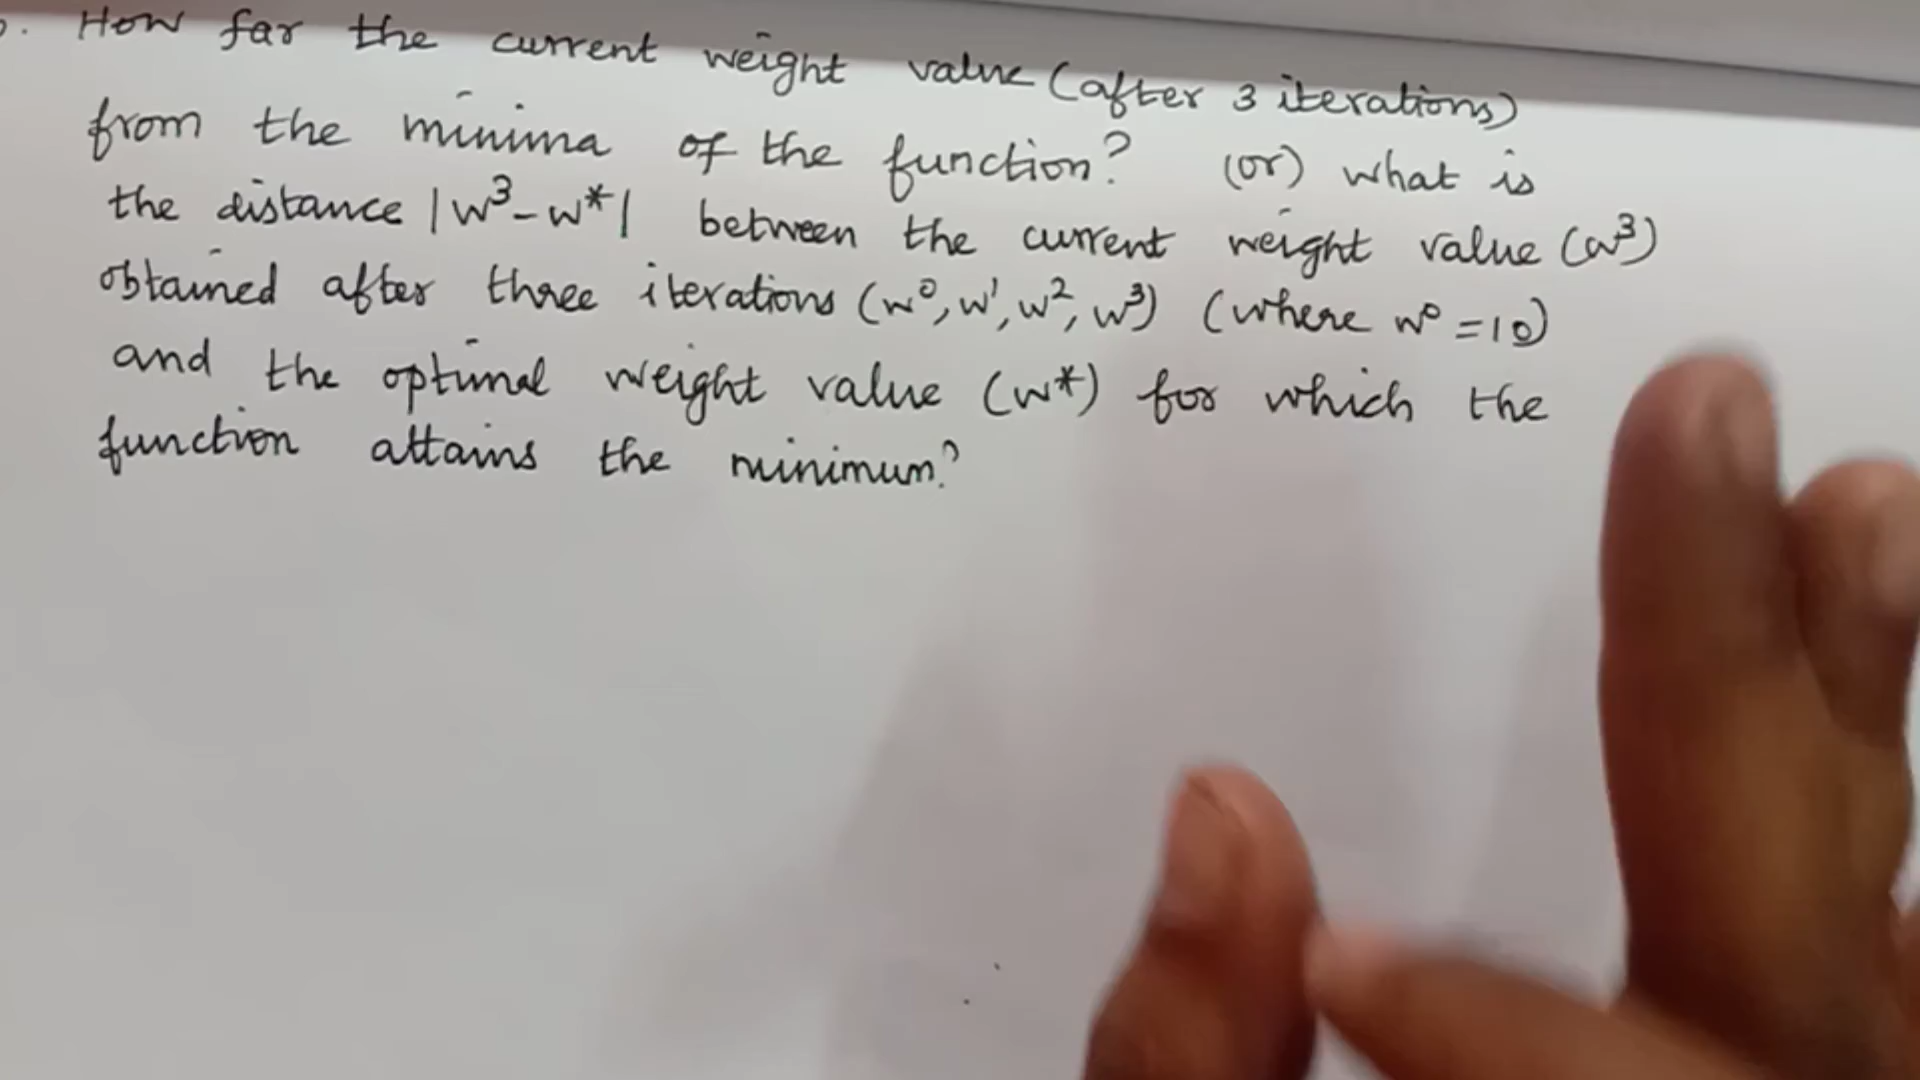 . How far the current weight value (after 3 iterations)
from the minima of the function? (or) what is
the distance |w³-w*| between the current weight value (w³)
obtained after three iterations (w⁰, w¹, w², w³) (where w⁰ = 10)
and the optimal weight value (w*) for which the
function attains the minimum?